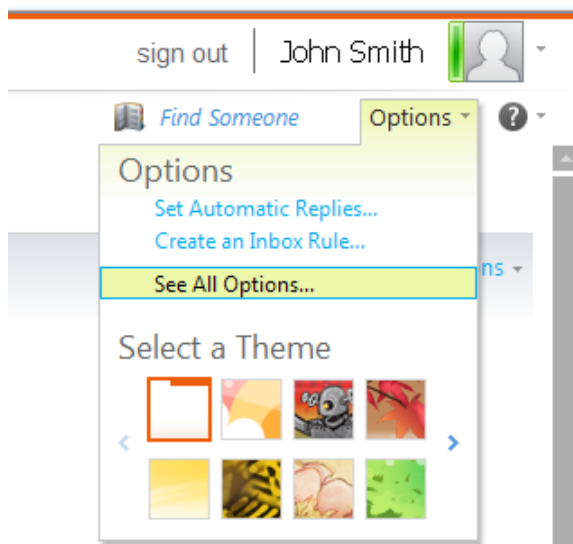 sign out John Smith
Find Someone Options ?
Options
Set Automatic Replies...
Create an Inbox Rule...
ns
See All Options...
Select a Theme